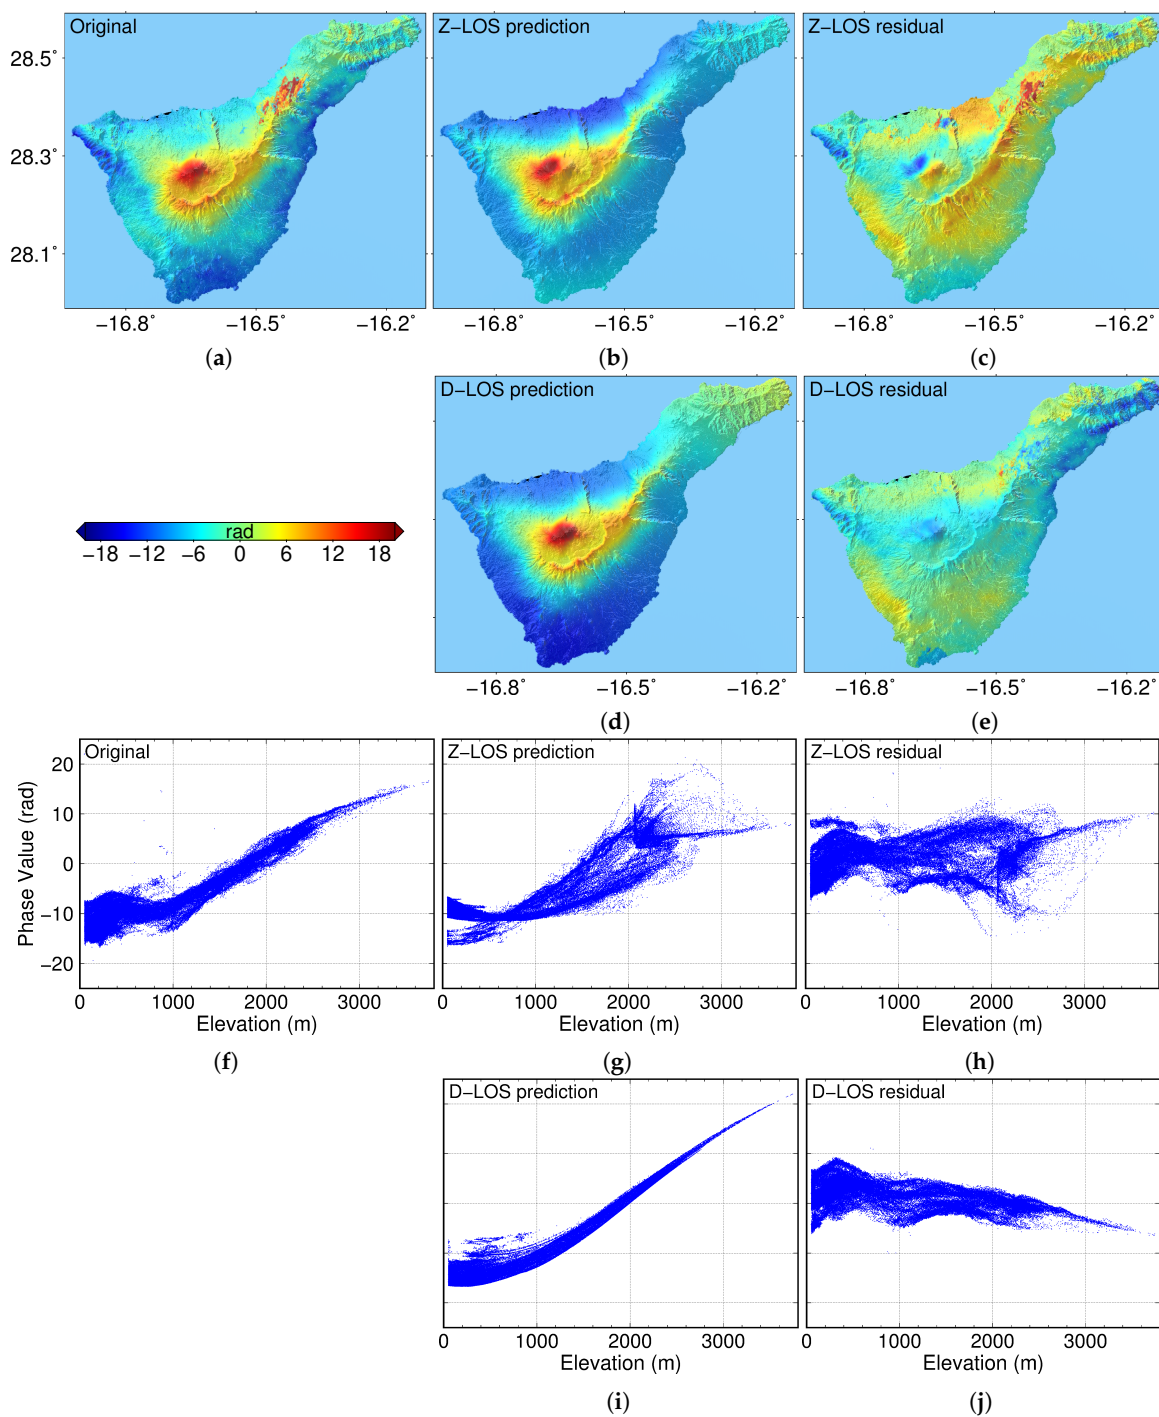 Original
Z−LOS prediction
Z−LOS residual
28.5°
28.3°
28.1°
−16.8° −16.5° −16.2°
−16.8° −16.5° −16.2°
−16.8° −16.5° −16.2°
(a)
(b)
(c)
D−LOS prediction
D−LOS residual
rad
−18 −12 −6 0 6 12 18
−16.8° −16.5° −16.2°
−16.8° −16.5° −16.2°
(d)
(e)
Original
Z−LOS prediction
Z−LOS residual
20
10
0
−10
−20
Phase Value (rad)
0 1000 2000 3000
0 1000 2000 3000
0 1000 2000 3000
Elevation (m)
Elevation (m)
Elevation (m)
(f)
(g)
(h)
D−LOS prediction
D−LOS residual
0 1000 2000 3000
0 1000 2000 3000
Elevation (m)
Elevation (m)
(i)
(j)